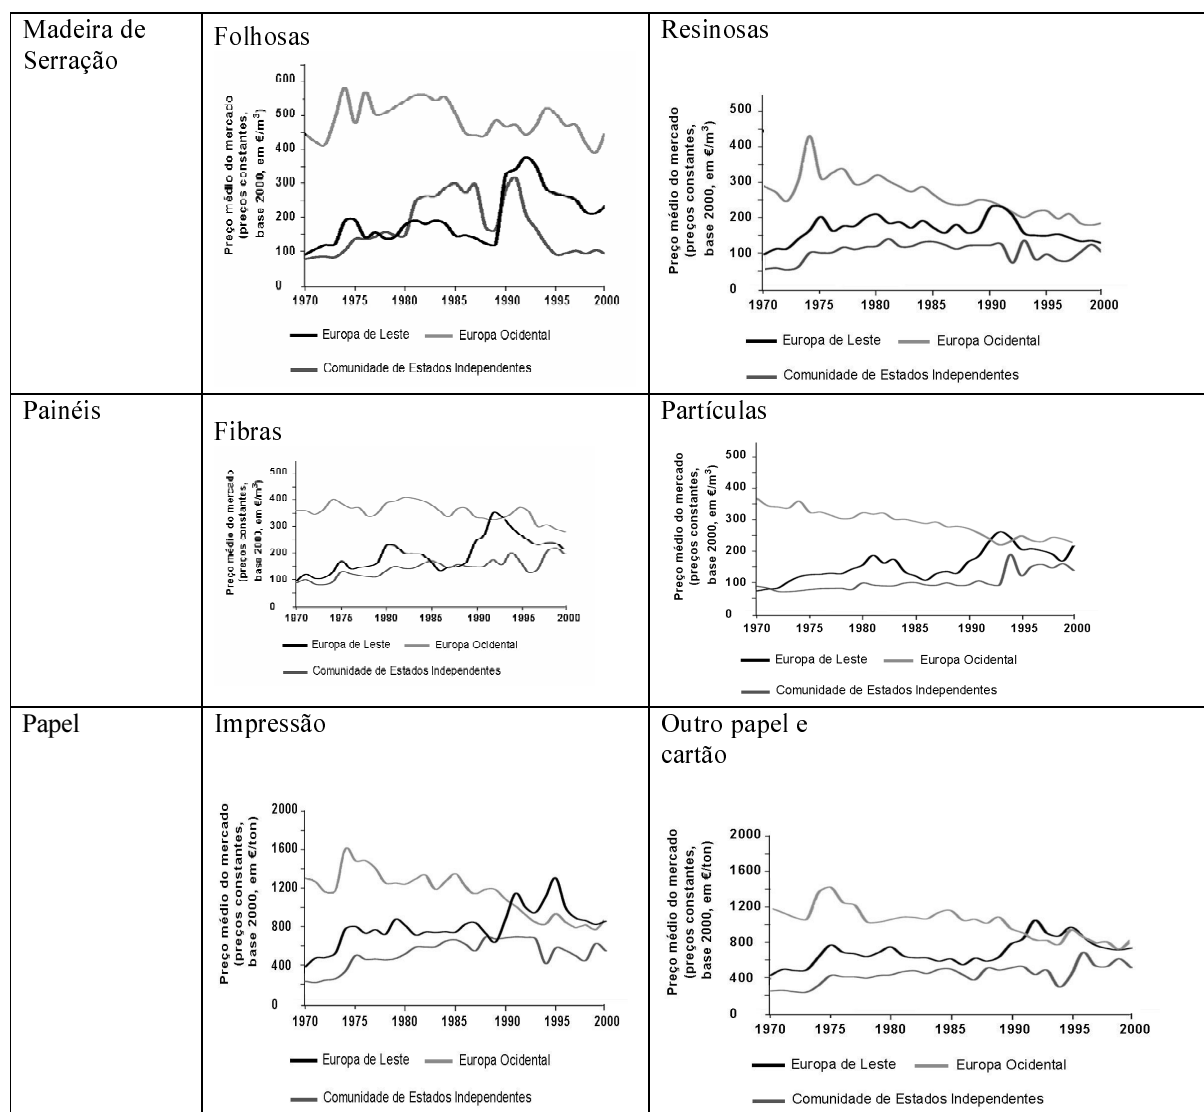 Madeira de
Serração
Folhosas
Preço médio do mercado
(preços constantes,
base 2000, em €/m³)
600
500
400
300
200
100
0
1970 1975 1980 1985 1990 1995 2000
Europa de Leste Europa Ocidental
Comunidade de Estados Independentes
Resinosas
Preço médio do mercado
(preços constantes,
base 2000, em €/m³)
500
400
300
200
100
0
1970 1975 1980 1985 1990 1995 2000
Europa de Leste Europa Ocidental
Comunidade de Estados Independentes
Painéis
Fibras
Preço médio do mercado
(preços constantes,
base 2000, em €/m³)
500
400
300
200
100
0
1970 1975 1980 1985 1990 1995 2000
Europa de Leste Europa Ocidental
Comunidade de Estados Independentes
Partículas
Preço médio do mercado
(preços constantes,
base 2000, em €/m³)
500
400
300
200
100
0
1970 1975 1980 1985 1990 1995 2000
Europa de Leste Europa Ocidental
Comunidade de Estados Independentes
Papel
Impressão
Preço médio do mercado
(preços constantes,
base 2000, em €/ton)
2000
1600
1200
800
400
0
1970 1975 1980 1985 1990 1995 2000
Europa de Leste Europa Ocidental
Comunidade de Estados Independentes
Outro papel e
cartão
Preço médio do mercado
(preços constantes,
base 2000, em €/ton)
2000
1600
1200
800
400
0
1970 1975 1980 1985 1990 1995 2000
Europa de Leste Europa Ocidental
Comunidade de Estados Independentes